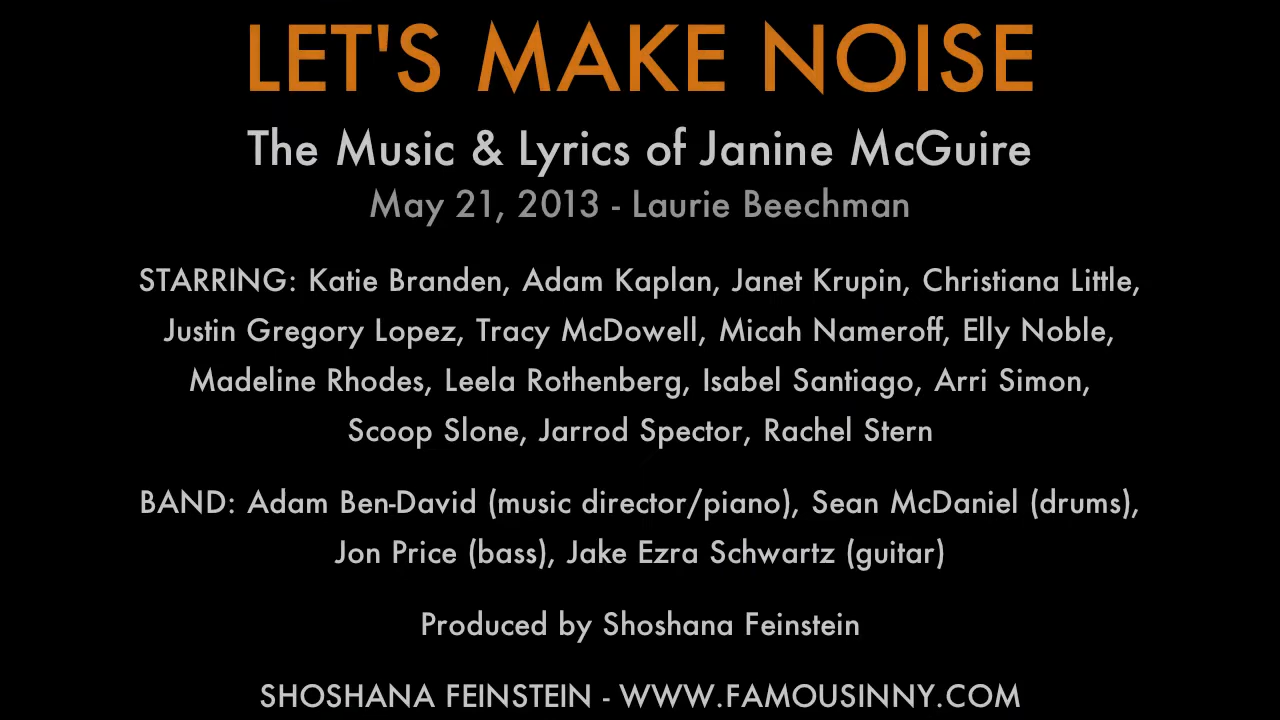 LET'S MAKE NOISE
The Music & Lyrics of Janine McGuire
May 21, 2013 - Laurie Beechman
STARRING: Katie Branden, Adam Kaplan, Janet Krupin, Christiana Little,
Justin Gregory Lopez, Tracy McDowell, Micah Nameroff, Elly Noble,
Madeline Rhodes, Leela Rothenberg, Isabel Santiago, Arri Simon,
Scoop Slone, Jarrod Spector, Rachel Stern
BAND: Adam Ben-David (music director/piano), Sean McDaniel (drums),
Jon Price (bass), Jake Ezra Schwartz (guitar)
Produced by Shoshana Feinstein
SHOSHANA FEINSTEIN - WWW.FAMOUSINNY.COM